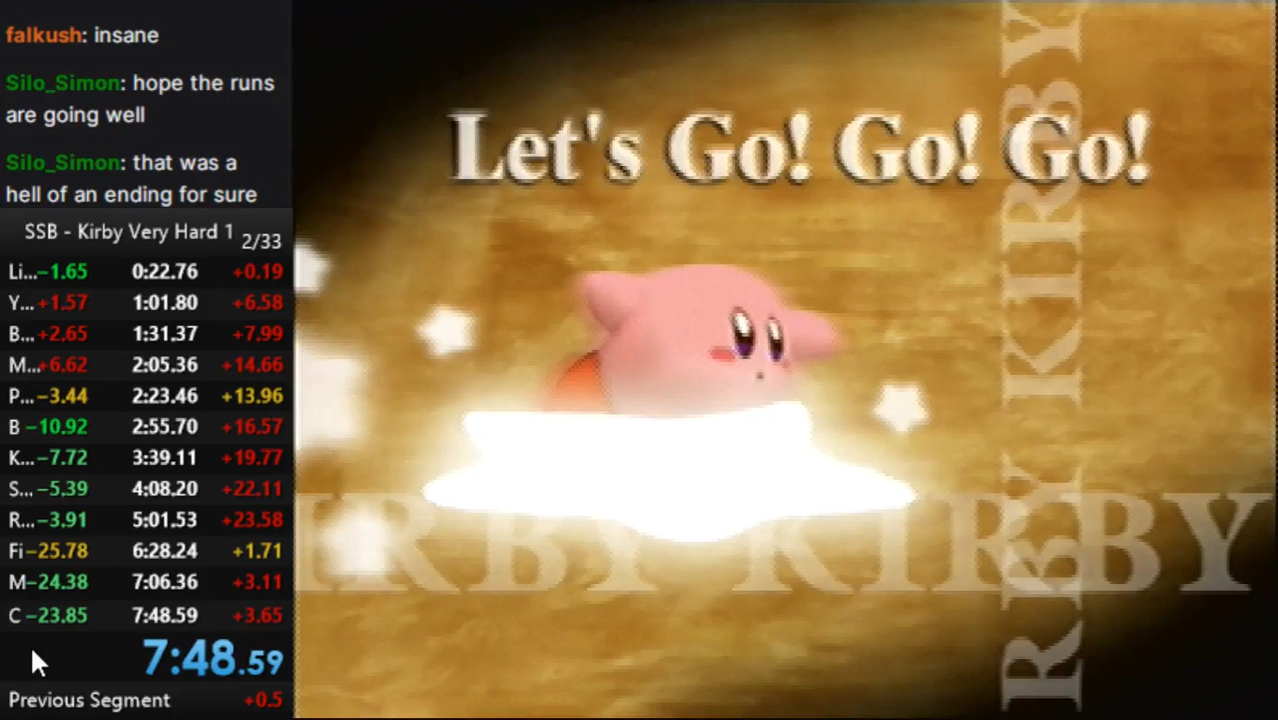 falkush: insane
Silo_Simon: hope the runs
are going well
Silo_Simon: that was a
hell of an ending for sure
SSB - Kirby Very Hard 1 2/33
Li... −1.65 0:22.76 +0.19
Y... +1.57 1:01.80 +6.58
B... +2.65 1:31.37 +7.99
M... +6.62 2:05.36 +14.66
P... −3.44 2:23.46 +13.96
B −10.92 2:55.70 +16.57
K... −7.72 3:39.11 +19.77
S... −5.39 4:08.20 +22.11
R... −3.91 5:01.53 +23.58
Fi −25.78 6:28.24 +1.71
M −24.38 7:06.36 +3.11
C −23.85 7:48.59 +3.65
7:48.59
Previous Segment +0.5
Let's Go! Go! Go!
IRBY KIRBY
RBY KIRBY